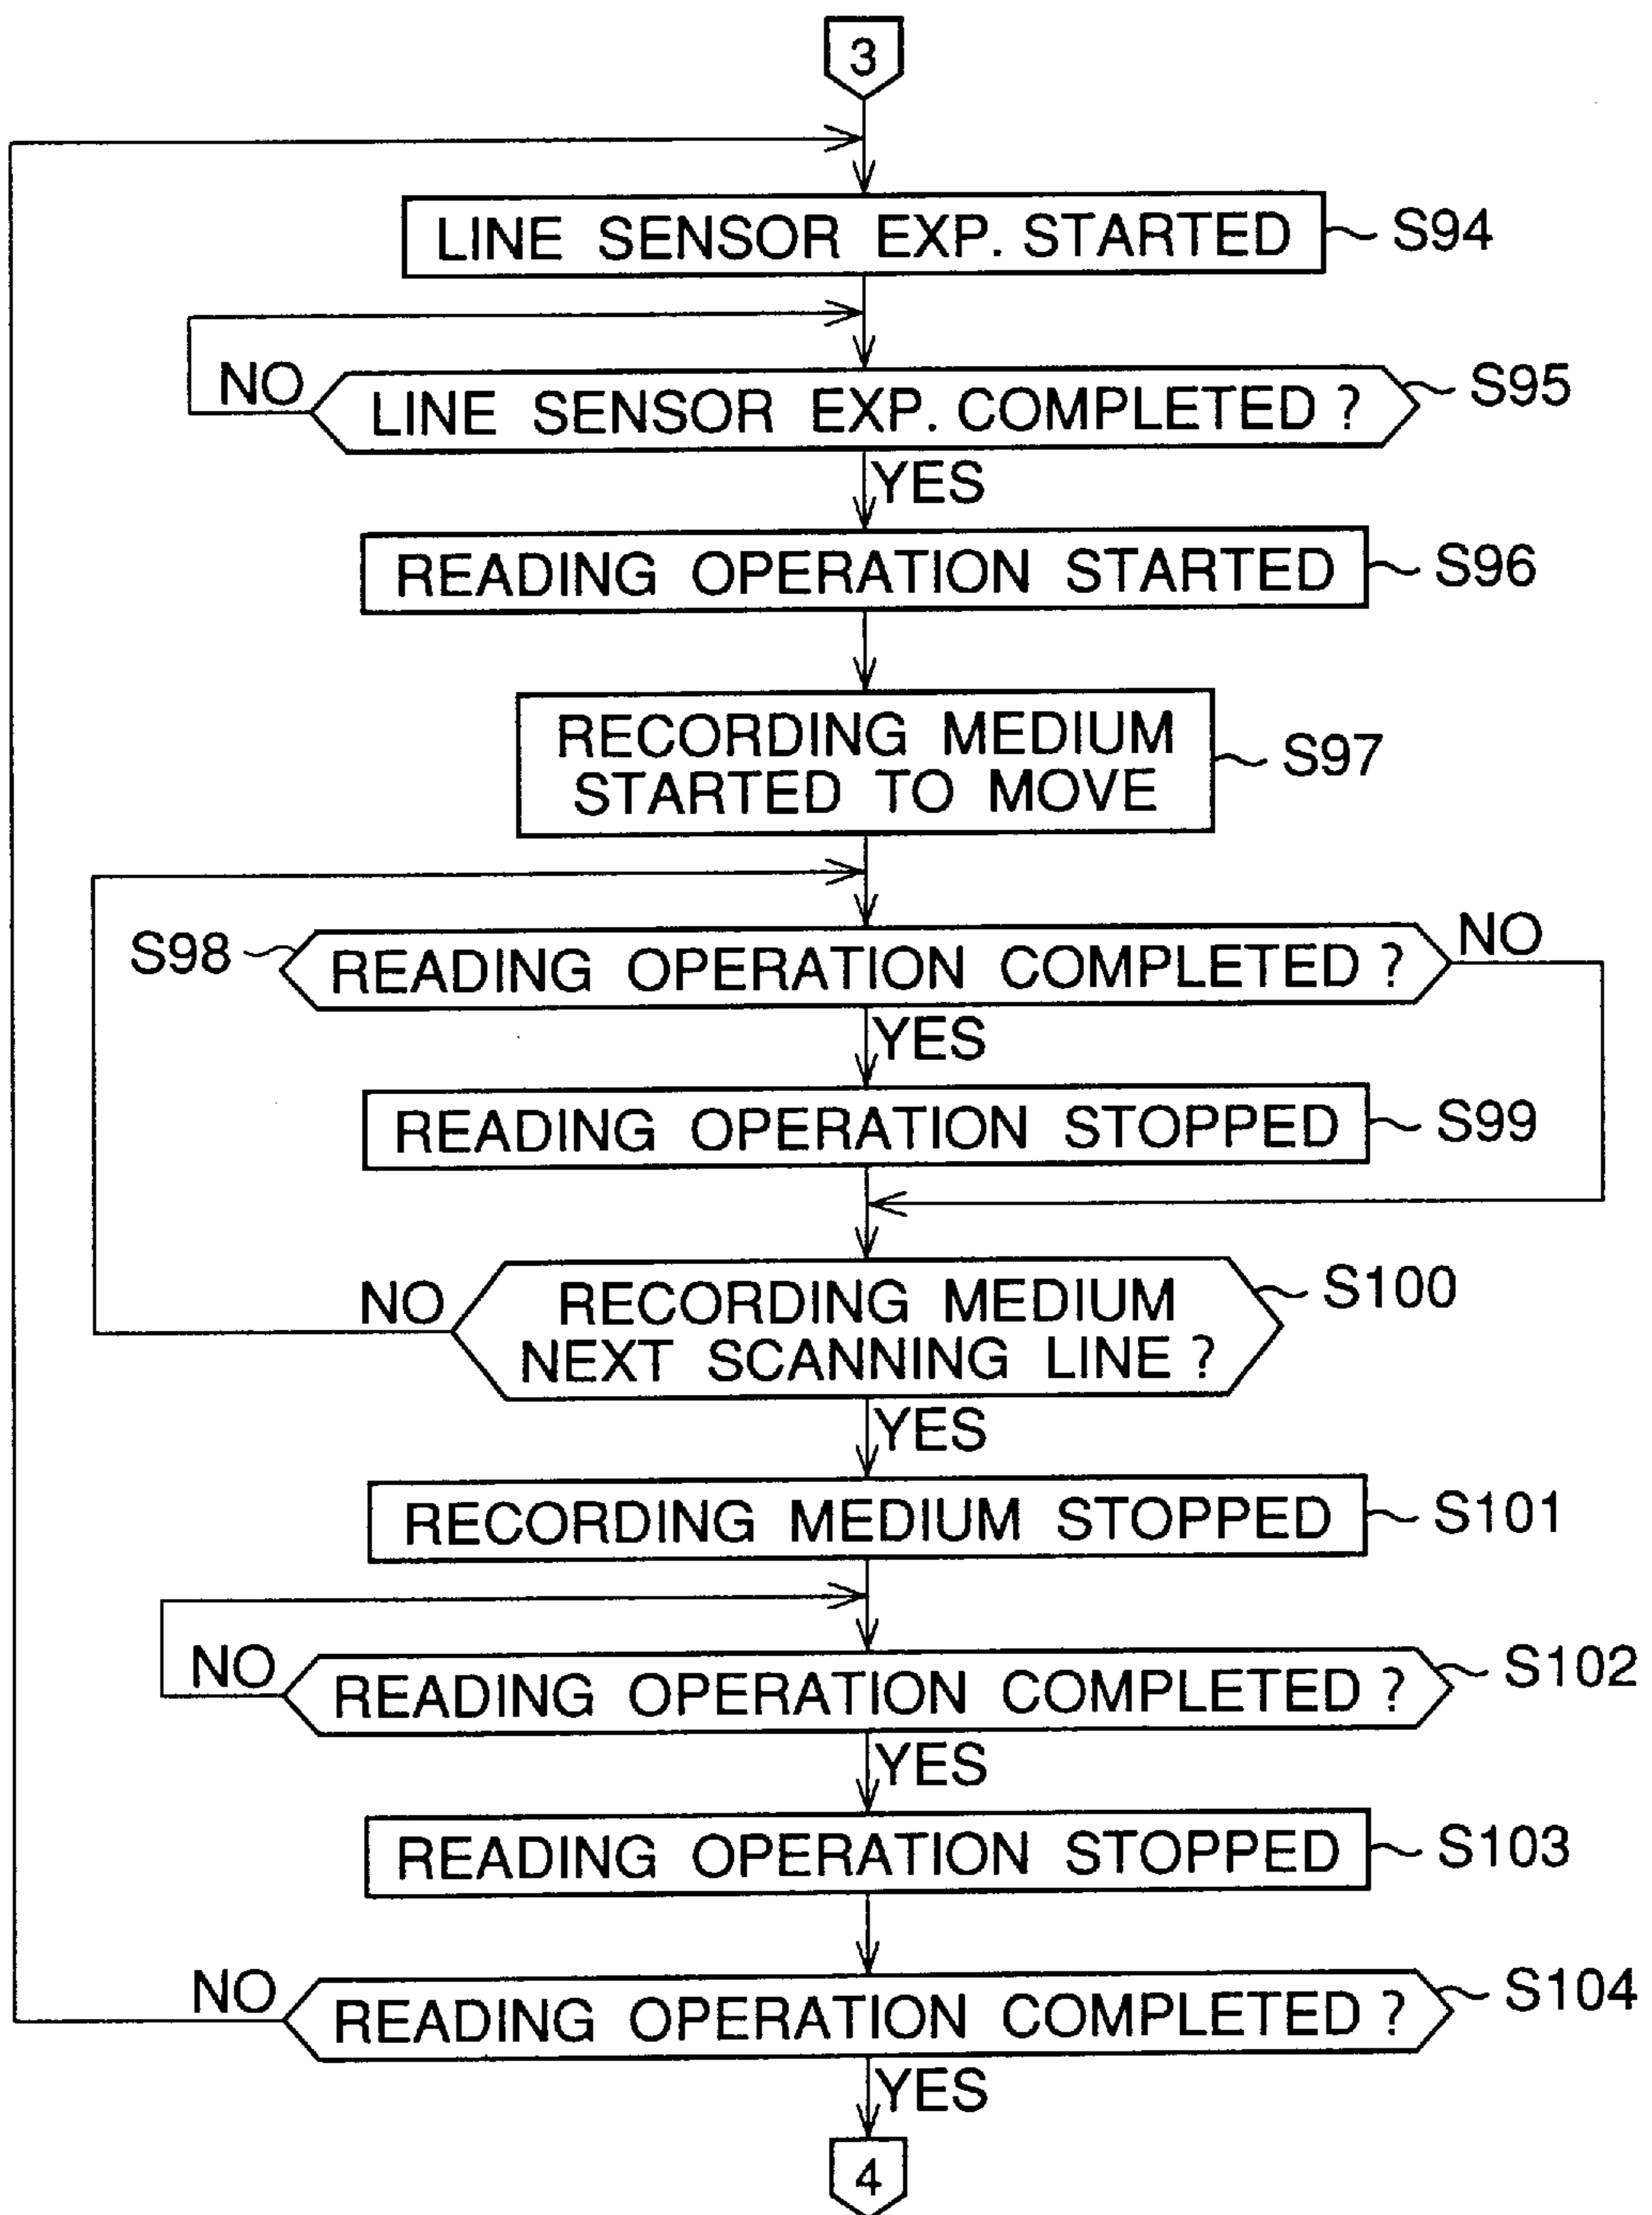 3
LINE SENSOR EXP. STARTED
S94
NO
LINE SENSOR EXP. COMPLETED ?
S95
YES
READING OPERATION STARTED
S96
RECORDING MEDIUM
STARTED TO MOVE
S97
S98
READING OPERATION COMPLETED ?
NO
YES
READING OPERATION STOPPED
S99
NO
RECORDING MEDIUM
NEXT SCANNING LINE ?
S100
YES
RECORDING MEDIUM STOPPED
S101
NO
READING OPERATION COMPLETED ?
S102
YES
READING OPERATION STOPPED
S103
NO
READING OPERATION COMPLETED ?
S104
YES
4